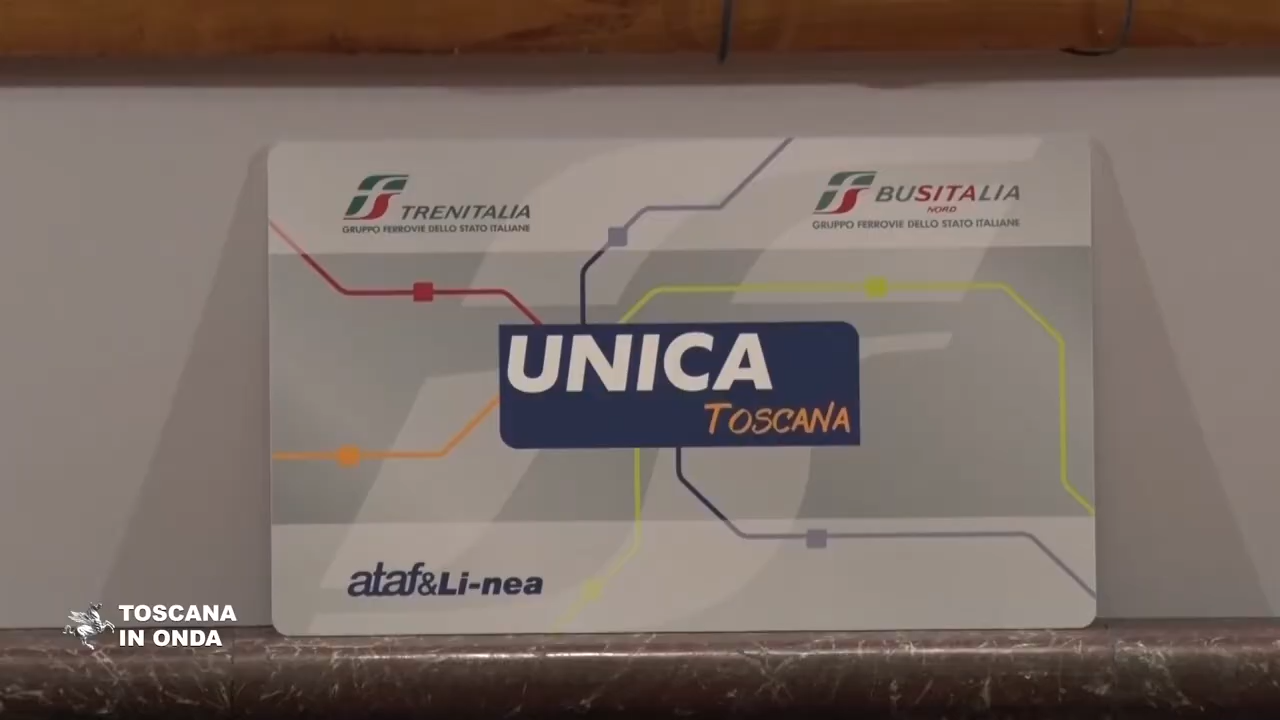 TRENITALIA
GRUPPO FERROVIE DELLO STATO ITALIANE
BUSITALIA
NORD
GRUPPO FERROVIE DELLO STATO ITALIANE
UNICA
TOSCANA
ataf&Li-nea
TOSCANA
IN ONDA